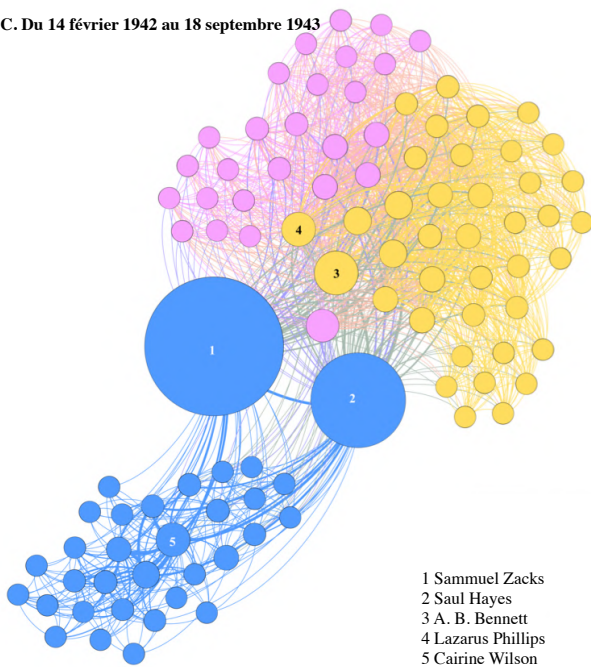 C. Du 14 février 1942 au 18 septembre 1943
4
3
1
2
5
1 Sammuel Zacks
2 Saul Hayes
3 A. B. Bennett
4 Lazarus Phillips
5 Cairine Wilson